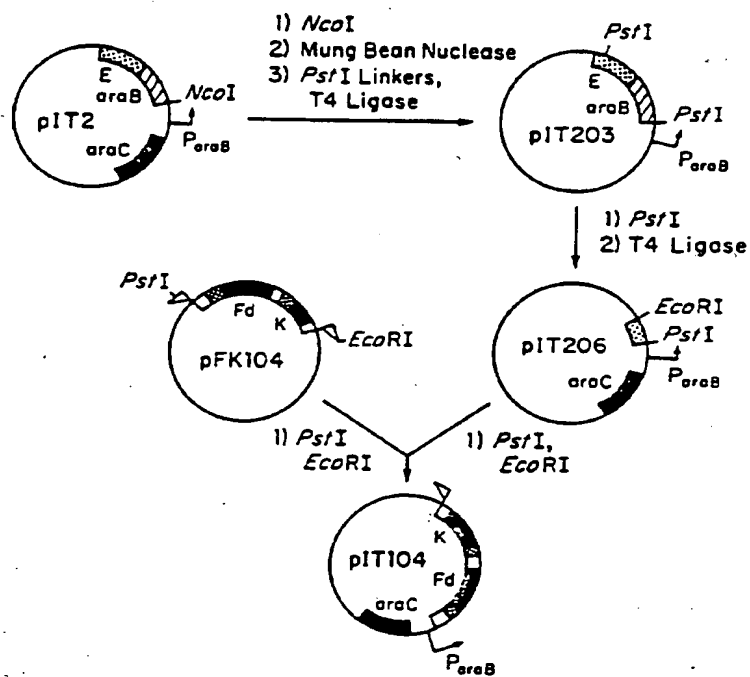 1) NcoI
2) Mung Bean Nuclease
3) PstI Linkers,
T4 Ligase
E
araB
NcoI
pIT2
araC
ParaB
PstI
E
araB
pIT203
PstI
ParaB
1) PstI
2) T4 Ligase
PstI
Fd
K
EcoRI
pFK104
EcoRI
PstI
pIT206
ParaB
araC
1) PstI
EcoRI
1) PstI,
EcoRI
K
pIT104
Fd
araC
ParaB